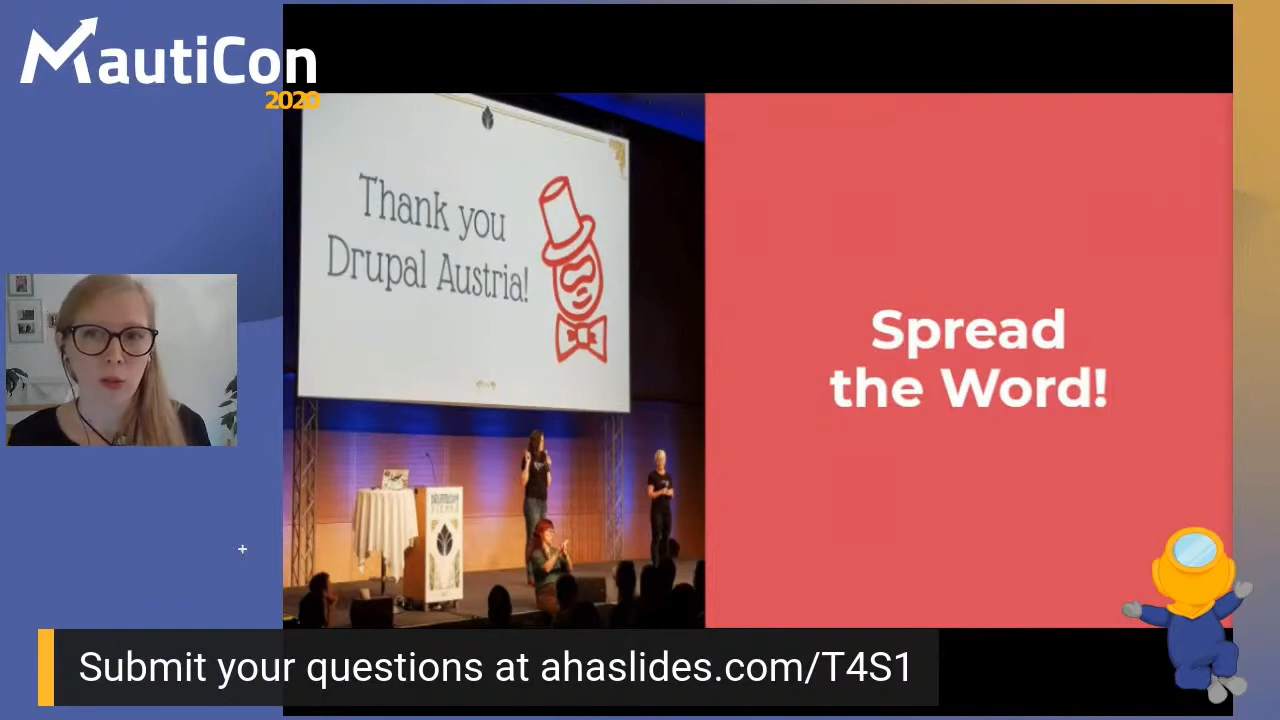 MautiCon
2020
Thank you
Drupal Austria!
Spread
the Word!
Submit your questions at ahaslides.com/T4S1